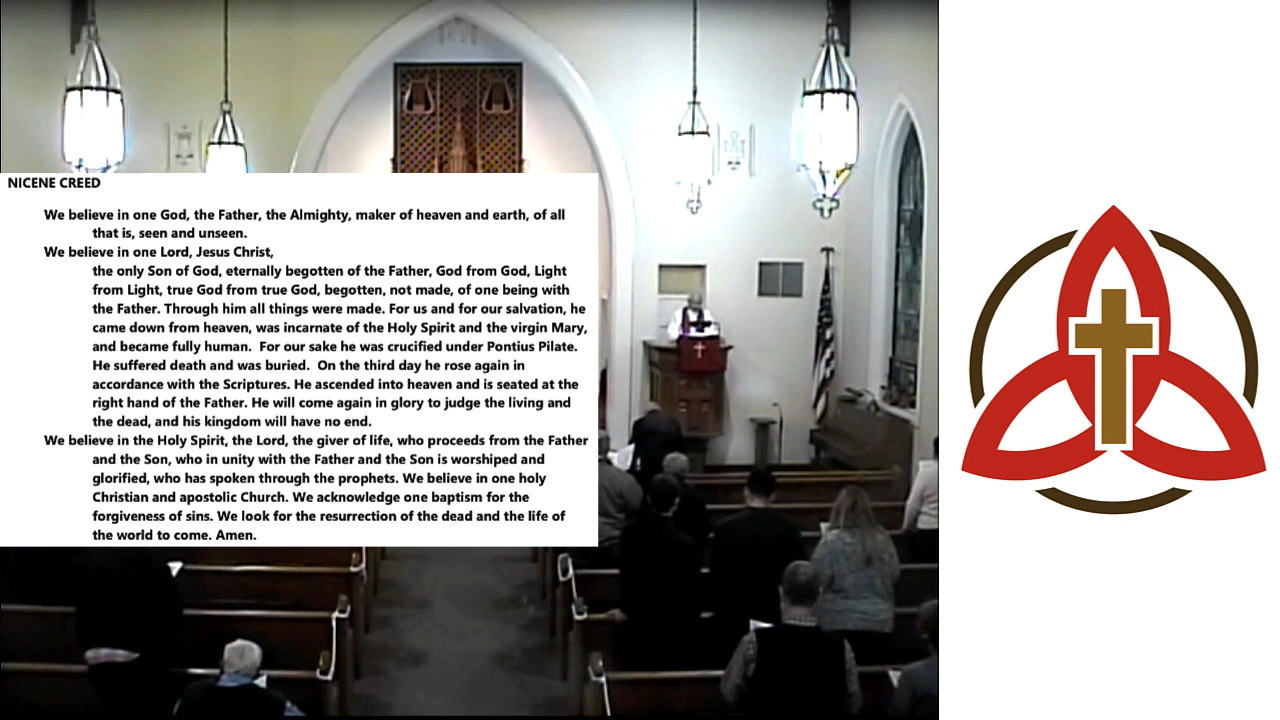 NICENE CREED
We believe in one God, the Father, the Almighty, maker of heaven and earth, of all
that is, seen and unseen.
We believe in one Lord, Jesus Christ,
the only Son of God, eternally begotten of the Father, God from God, Light
from Light, true God from true God, begotten, not made, of one being with
the Father. Through him all things were made. For us and for our salvation, he
came down from heaven, was incarnate of the Holy Spirit and the virgin Mary,
and became fully human.  For our sake he was crucified under Pontius Pilate.
He suffered death and was buried.  On the third day he rose again in
accordance with the Scriptures. He ascended into heaven and is seated at the
right hand of the Father. He will come again in glory to judge the living and
the dead, and his kingdom will have no end.
We believe in the Holy Spirit, the Lord, the giver of life, who proceeds from the Father
and the Son, who in unity with the Father and the Son is worshiped and
glorified, who has spoken through the prophets. We believe in one holy
Christian and apostolic Church. We acknowledge one baptism for the
forgiveness of sins. We look for the resurrection of the dead and the life of
the world to come. Amen.